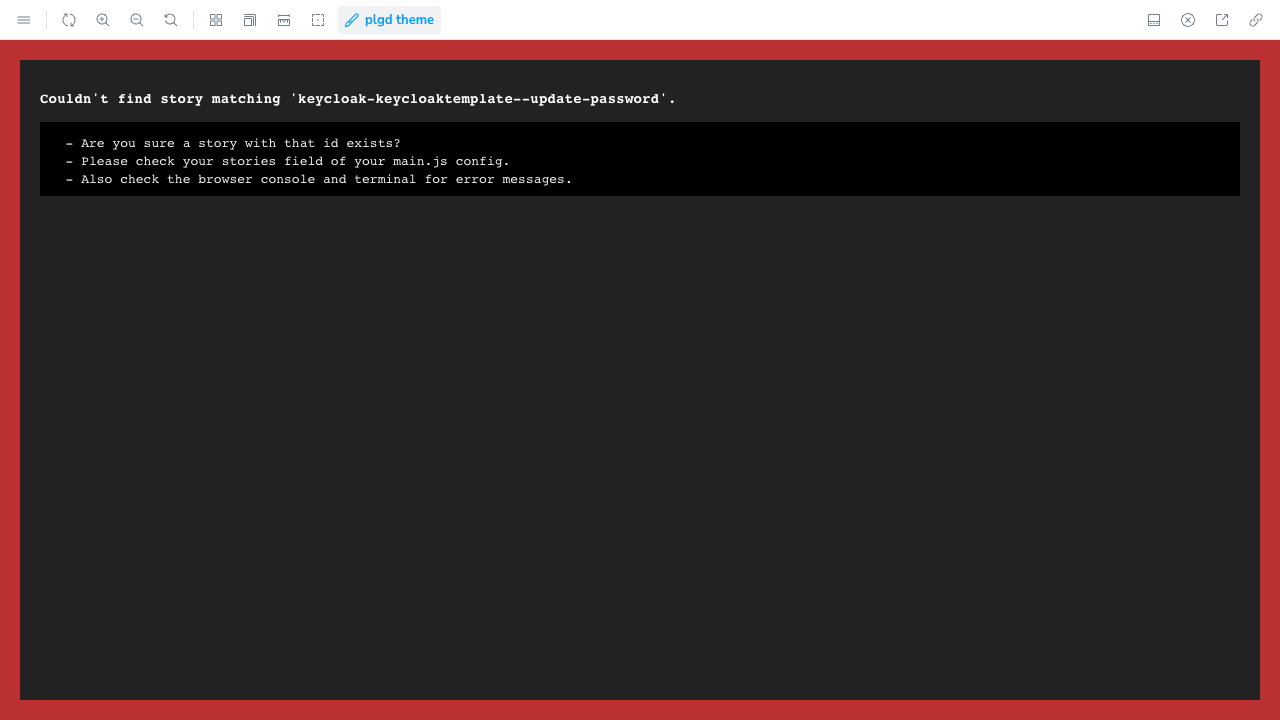 plgd theme
Couldn't find story matching 'keycloak-keycloaktemplate--update-password'.
- Are you sure a story with that id exists?
- Please check your stories field of your main.js config.
- Also check the browser console and terminal for error messages.